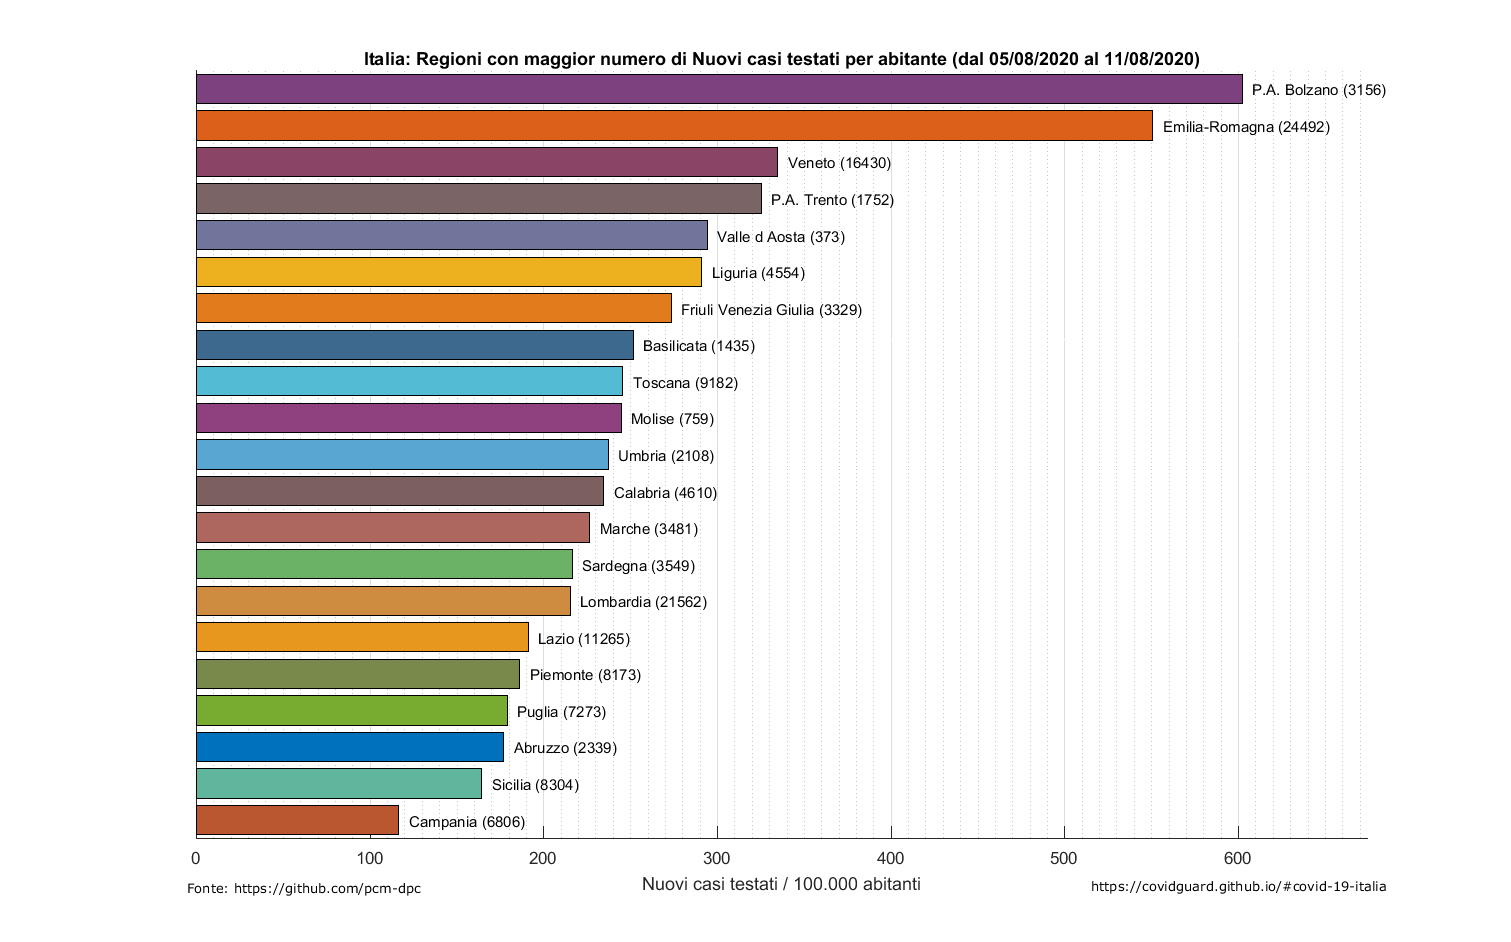 Italia: Regioni con maggior numero di Nuovi casi testati per abitante (dal 05/08/2020 al 11/08/2020)
P.A. Bolzano (3156)
Emilia-Romagna (24492)
Veneto (16430)
P.A. Trento (1752)
Valle d Aosta (373)
Liguria (4554)
Friuli Venezia Giulia (3329)
Basilicata (1435)
Toscana (9182)
Molise (759)
Umbria (2108)
Calabria (4610)
Marche (3481)
Sardegna (3549)
Lombardia (21562)
Lazio (11265)
Piemonte (8173)
Puglia (7273)
Abruzzo (2339)
Sicilia (8304)
Campania (6806)
0 100 200 300 400 500 600
Nuovi casi testati / 100.000 abitanti
Fonte: https://github.com/pcm-dpc
https://covidguard.github.io/#covid-19-italia